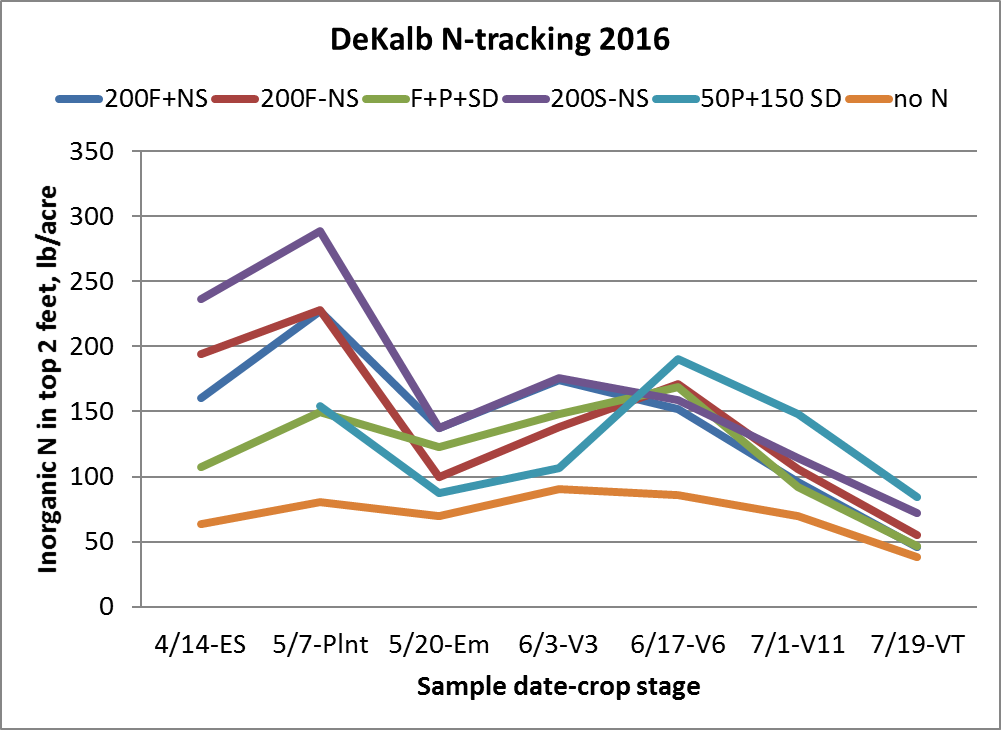 DeKalb N-tracking 2016
200F+NS 200F-NS F+P+SD 200S-NS 50P+150 SD no N
350
300
250
200
150
100
50
0
Inorganic N in top 2 feet, lb/acre
4/14-ES 5/7-Plnt 5/20-Em 6/3-V3 6/17-V6 7/1-V11 7/19-VT
Sample date-crop stage